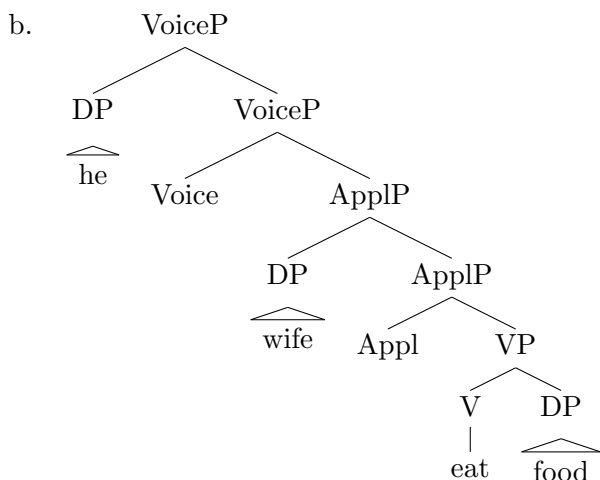 b. VoiceP
DP VoiceP
he
Voice ApplP
DP ApplP
wife
Appl VP
V DP
eat food